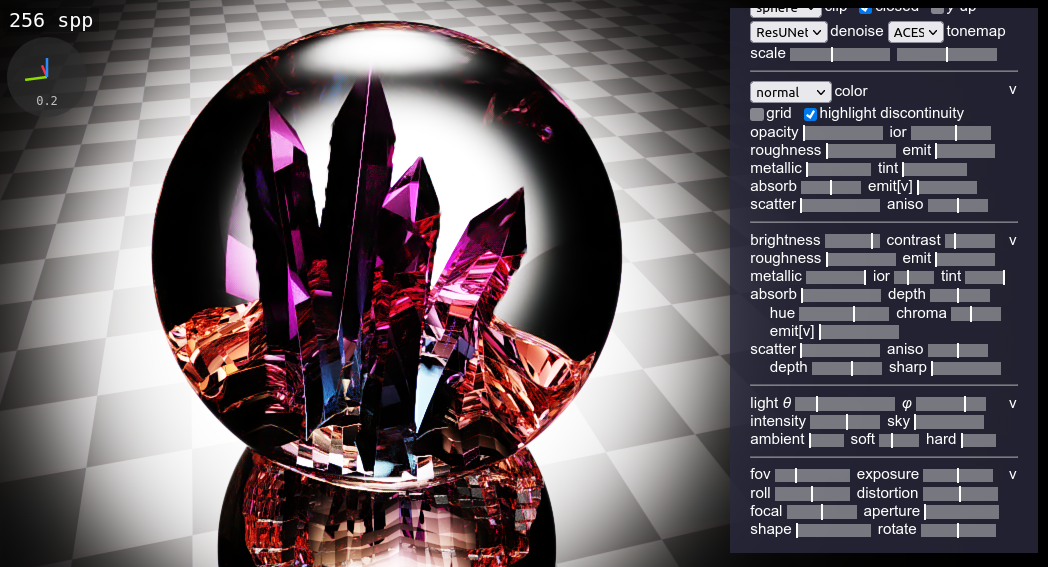 256 spp
0.2
sphere clip closed y-up
ResUNet denoise ACES tonemap
scale
normal color v
grid highlight discontinuity
opacity ior
roughness emit
metallic tint
absorb emit[v]
scatter aniso
brightness contrast v
roughness emit
metallic ior tint
absorb depth
hue chroma
emit[v]
scatter aniso
depth sharp
light θ φ v
intensity sky
ambient soft hard
fov exposure v
roll distortion
focal aperture
shape rotate